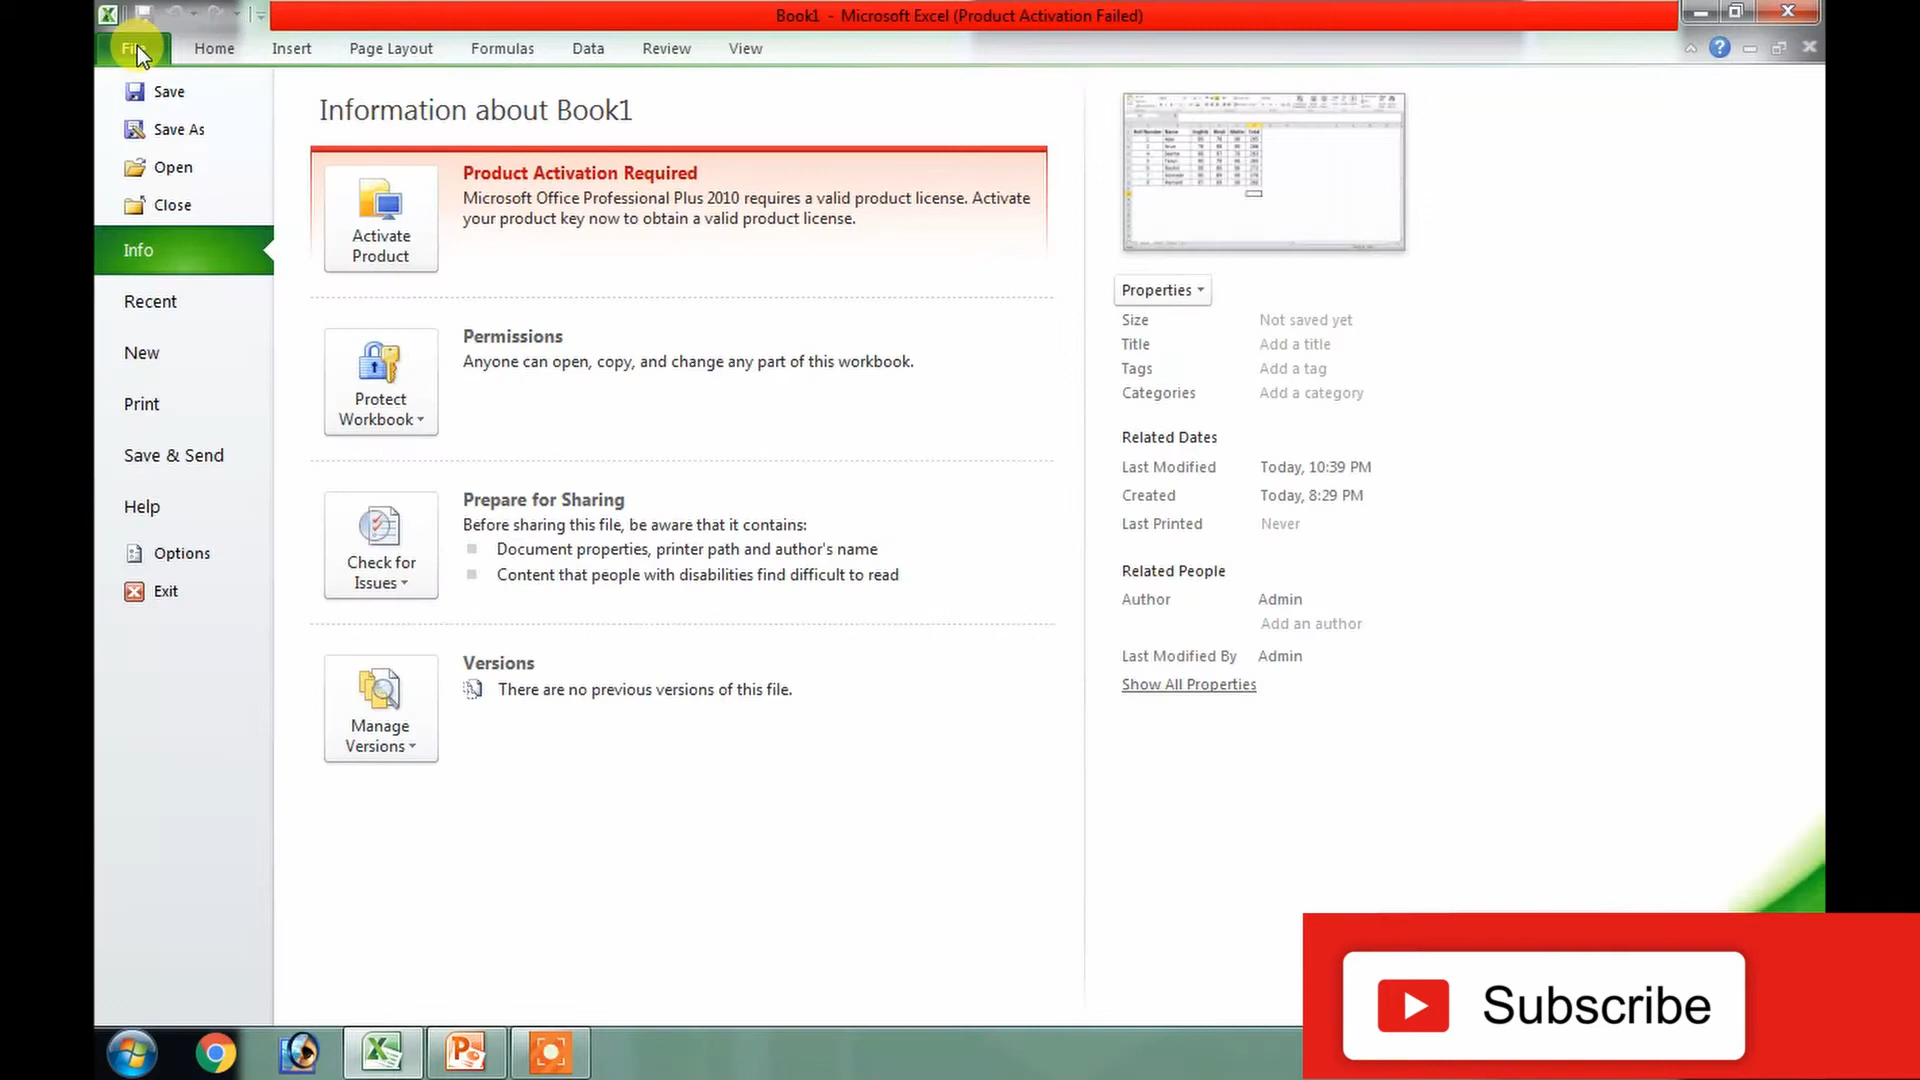 Book1 - Microsoft Excel (Product Activation Failed)
File Home Insert Page Layout Formulas Data Review View
Save
Save As
Open
Close
Info
Recent
New
Print
Save & Send
Help
Options
Exit
Information about Book1
Activate
Product
Product Activation Required
Microsoft Office Professional Plus 2010 requires a valid product license. Activate
your product key now to obtain a valid product license.
Protect
Workbook
Permissions
Anyone can open, copy, and change any part of this workbook.
Check for
Issues
Prepare for Sharing
Before sharing this file, be aware that it contains:
Document properties, printer path and author's name
Content that people with disabilities find difficult to read
Manage
Versions
Versions
There are no previous versions of this file.
Properties
Size Not saved yet
Title Add a title
Tags Add a tag
Categories Add a category
Related Dates
Last Modified Today, 10:39 PM
Created Today, 8:29 PM
Last Printed Never
Related People
Author Admin
Add an author
Last Modified By Admin
Show All Properties
Subscribe